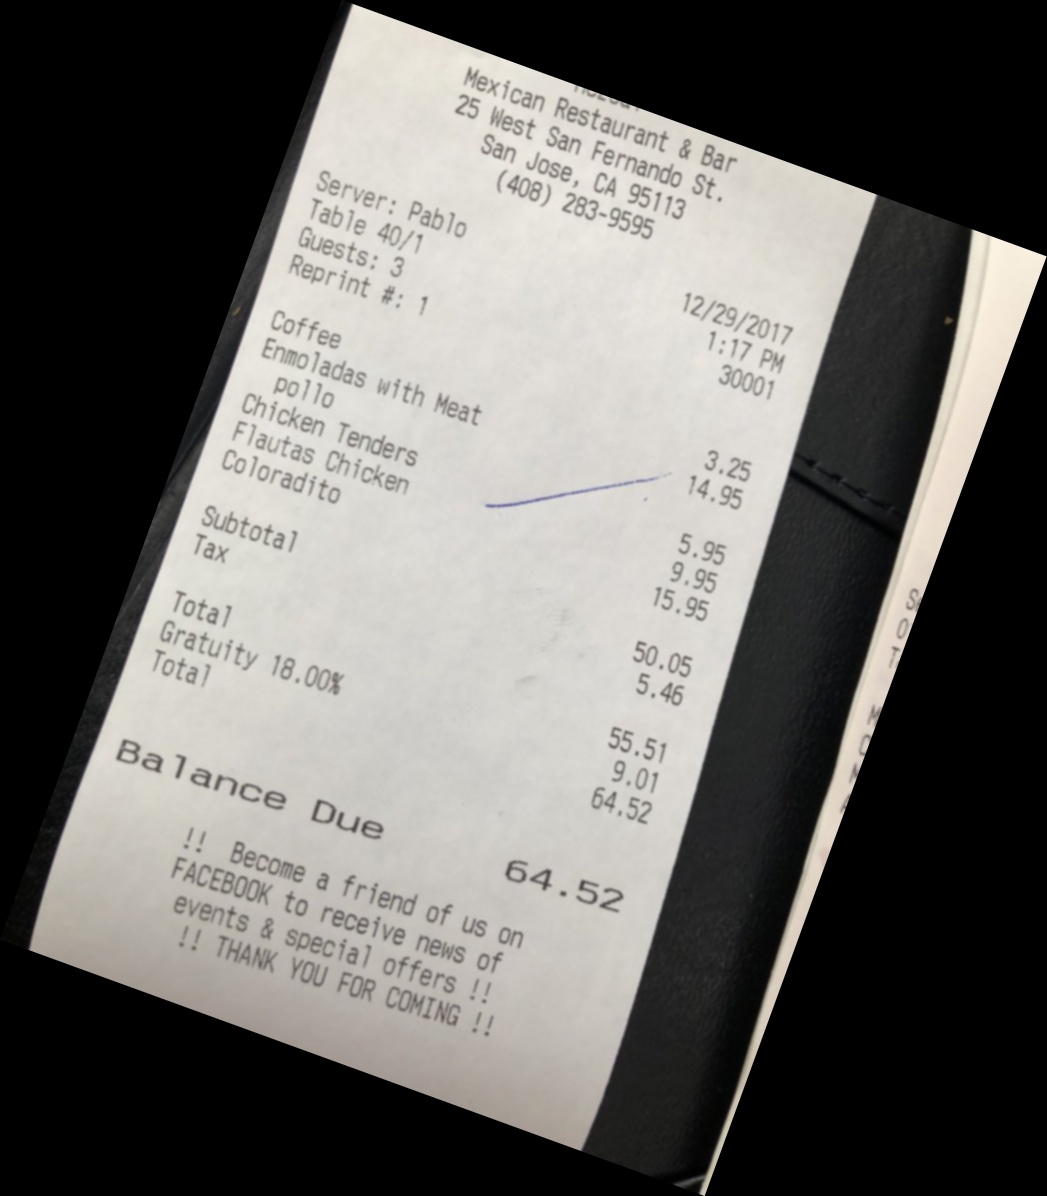 Mexican Restaurant & Bar
25 West San Fernando St.
San Jose, CA 95113
(408) 283-9595
Server: Pablo
12/29/2017
Table 40/1
1:17 PM
Guests: 3
30001
Reprint #: 1
Coffee 3.25
Enmoladas with Meat 14.95
pollo
Chicken Tenders 5.95
Flautas Chicken 9.95
Coloradito 15.95
Subtotal 50.05
Tax 5.46
Total 55.51
Gratuity 18.00% 9.01
Total 64.52
Balance Due 64.52
!! Become a friend of us on
FACEBOOK to receive news of
events & special offers !!
!! THANK YOU FOR COMING !!